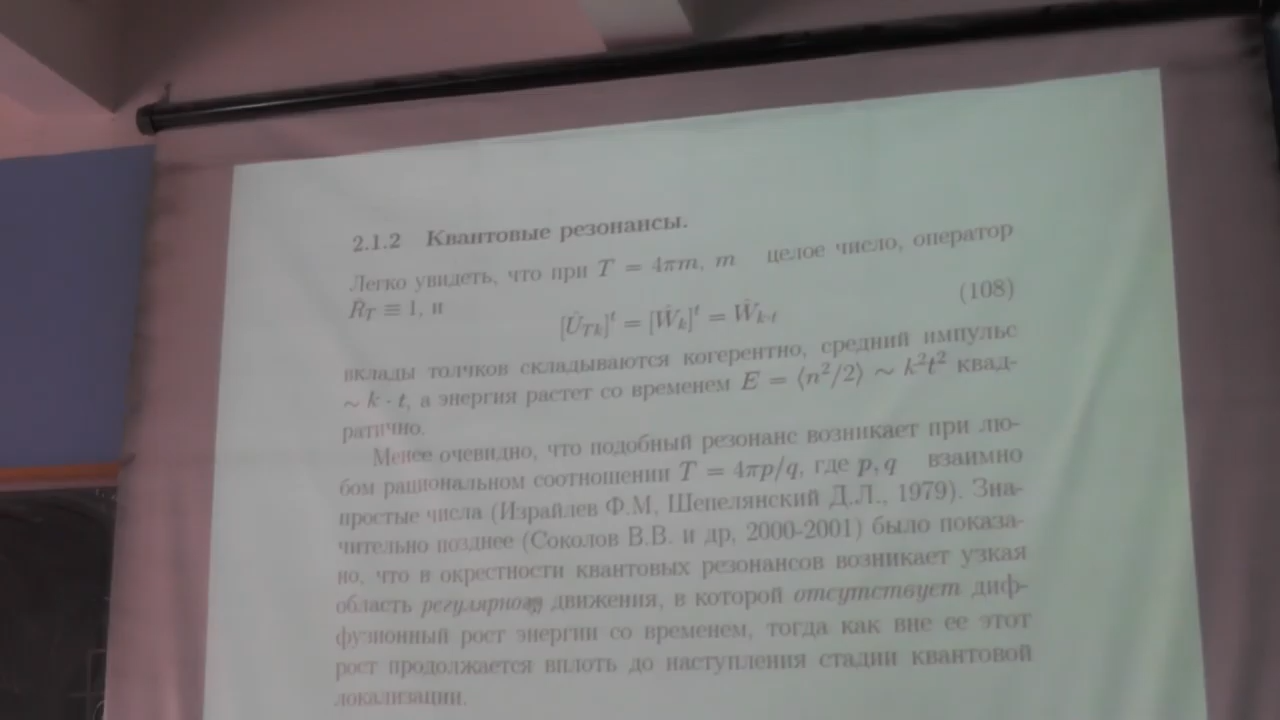 2.1.2 Квантовые резонансы.
Легко увидеть, что при T = 4πm, m целое число, оператор
R̂_T ≡ 1, и
[Û_{Tk}]^t = [Ŵ_k]^t = Ŵ_{k·t} (108)
вклады толчков складываются когерентно, средний импульс
∼ k · t, а энергия растет со временем E = ⟨n²/2⟩ ∼ k²t² квад-
ратично.
Менее очевидно, что подобный резонанс возникает при лю-
бом рациональном соотношении T = 4πp/q, где p, q взаимно
простые числа (Израйлев Ф.М, Шепелянский Д.Л., 1979). Зна-
чительно позднее (Соколов В.В. и др, 2000-2001) было показа-
но, что в окрестности квантовых резонансов возникает узкая
область регулярного движения, в которой отсутствует диф-
фузионный рост энергии со временем, тогда как вне ее этот
рост продолжается вплоть до наступления стадии квантовой
локализации.